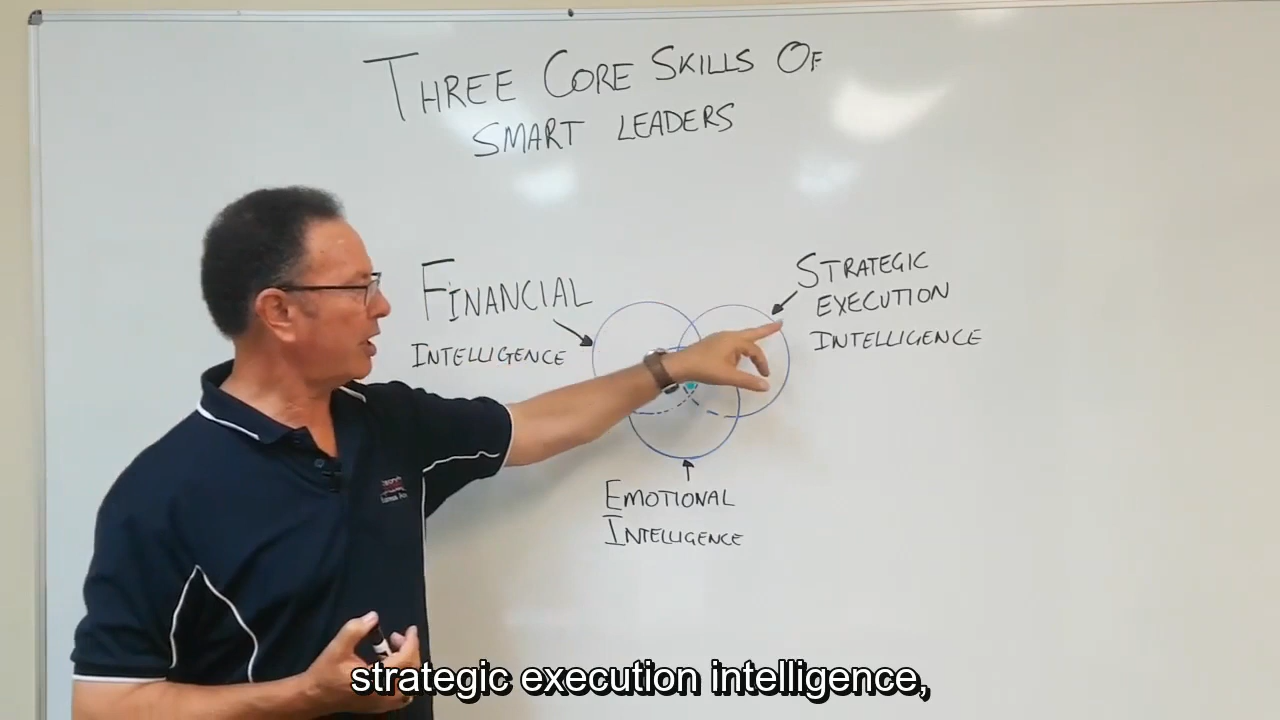 THREE CORE SKILLS OF
SMART LEADERS
FINANCIAL
INTELLIGENCE
STRATEGIC
EXECUTION
INTELLIGENCE
EMOTIONAL
INTELLIGENCE
strategic execution intelligence,